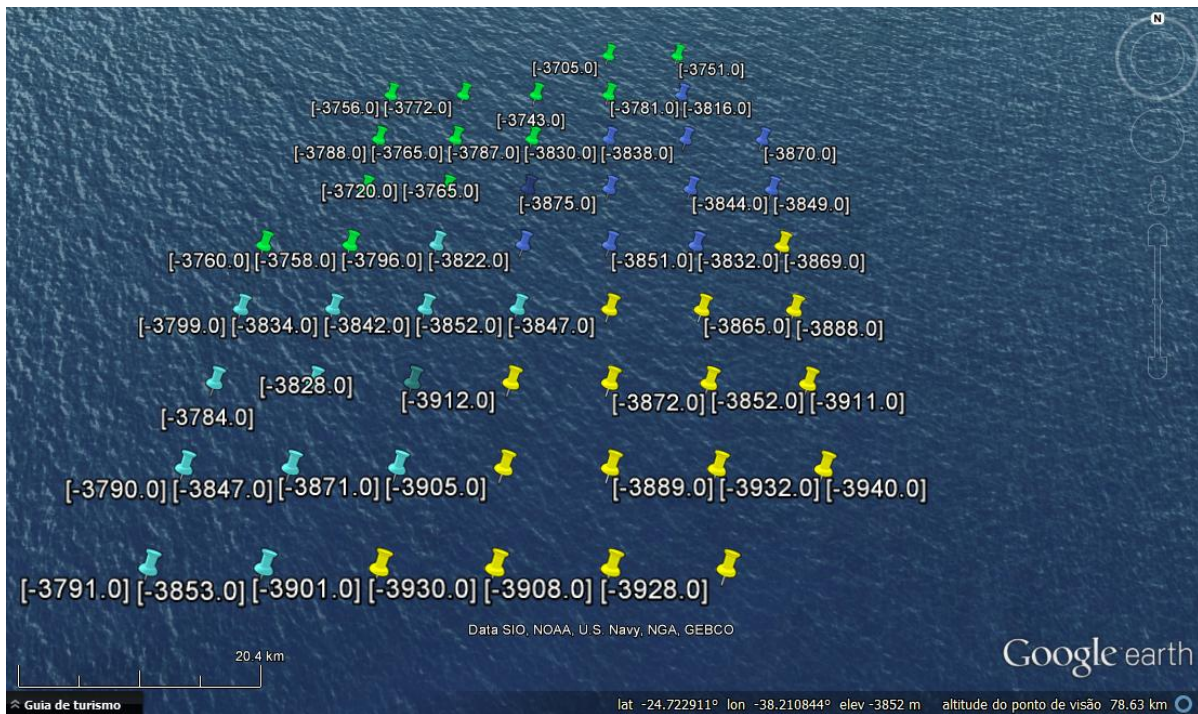 N
[-3705.0] [-3751.0]
[-3756.0] [-3772.0] [-3743.0] [-3781.0] [-3816.0]
[-3788.0] [-3765.0] [-3787.0] [-3830.0] [-3838.0] [-3870.0]
[-3720.0] [-3765.0] [-3875.0] [-3844.0] [-3849.0]
[-3760.0] [-3758.0] [-3796.0] [-3822.0] [-3851.0] [-3832.0] [-3869.0]
[-3799.0] [-3834.0] [-3842.0] [-3852.0] [-3847.0] [-3865.0] [-3888.0]
[-3784.0] [-3828.0] [-3912.0] [-3872.0] [-3852.0] [-3911.0]
[-3790.0] [-3847.0] [-3871.0] [-3905.0] [-3889.0] [-3932.0] [-3940.0]
[-3791.0] [-3853.0] [-3901.0] [-3930.0] [-3908.0] [-3928.0]
Data SIO, NOAA, U.S. Navy, NGA, GEBCO
20.4 km
Google earth
Guia de turismo
lat -24.722911° lon -38.210844° elev -3852 m altitude do ponto de visão 78.63 km